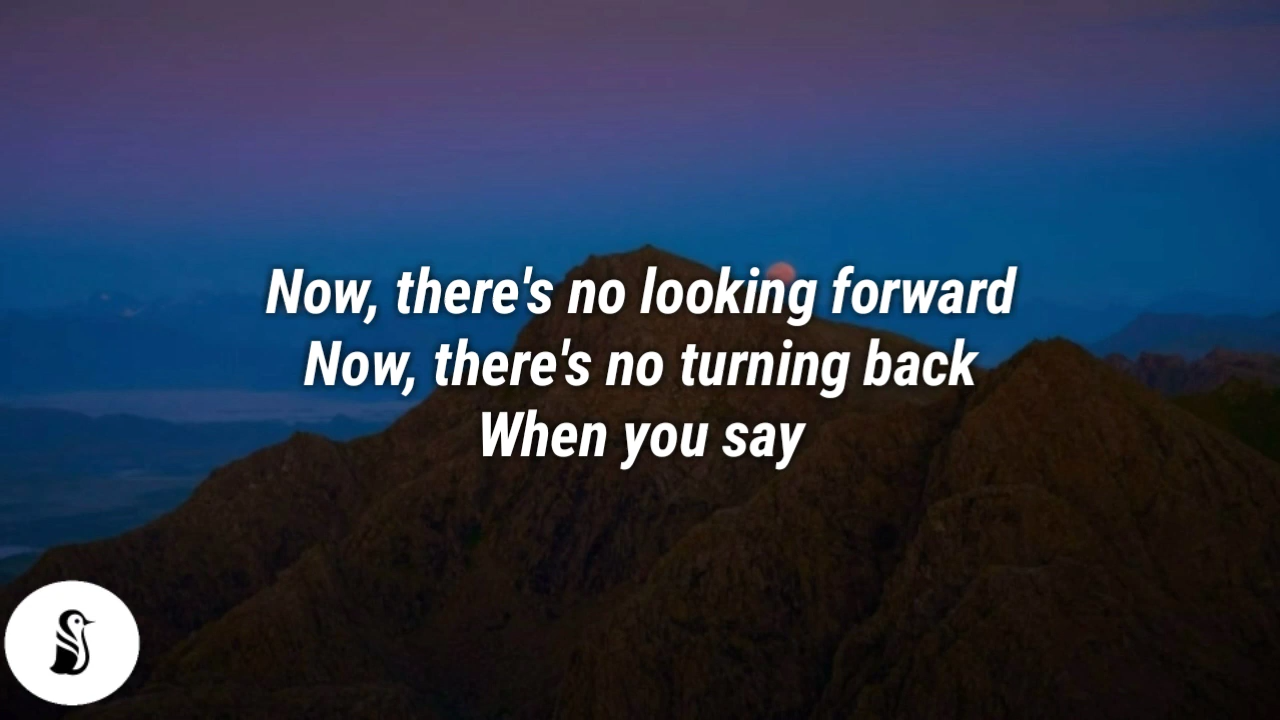 Now, there's no looking forward
Now, there's no turning back
When you say